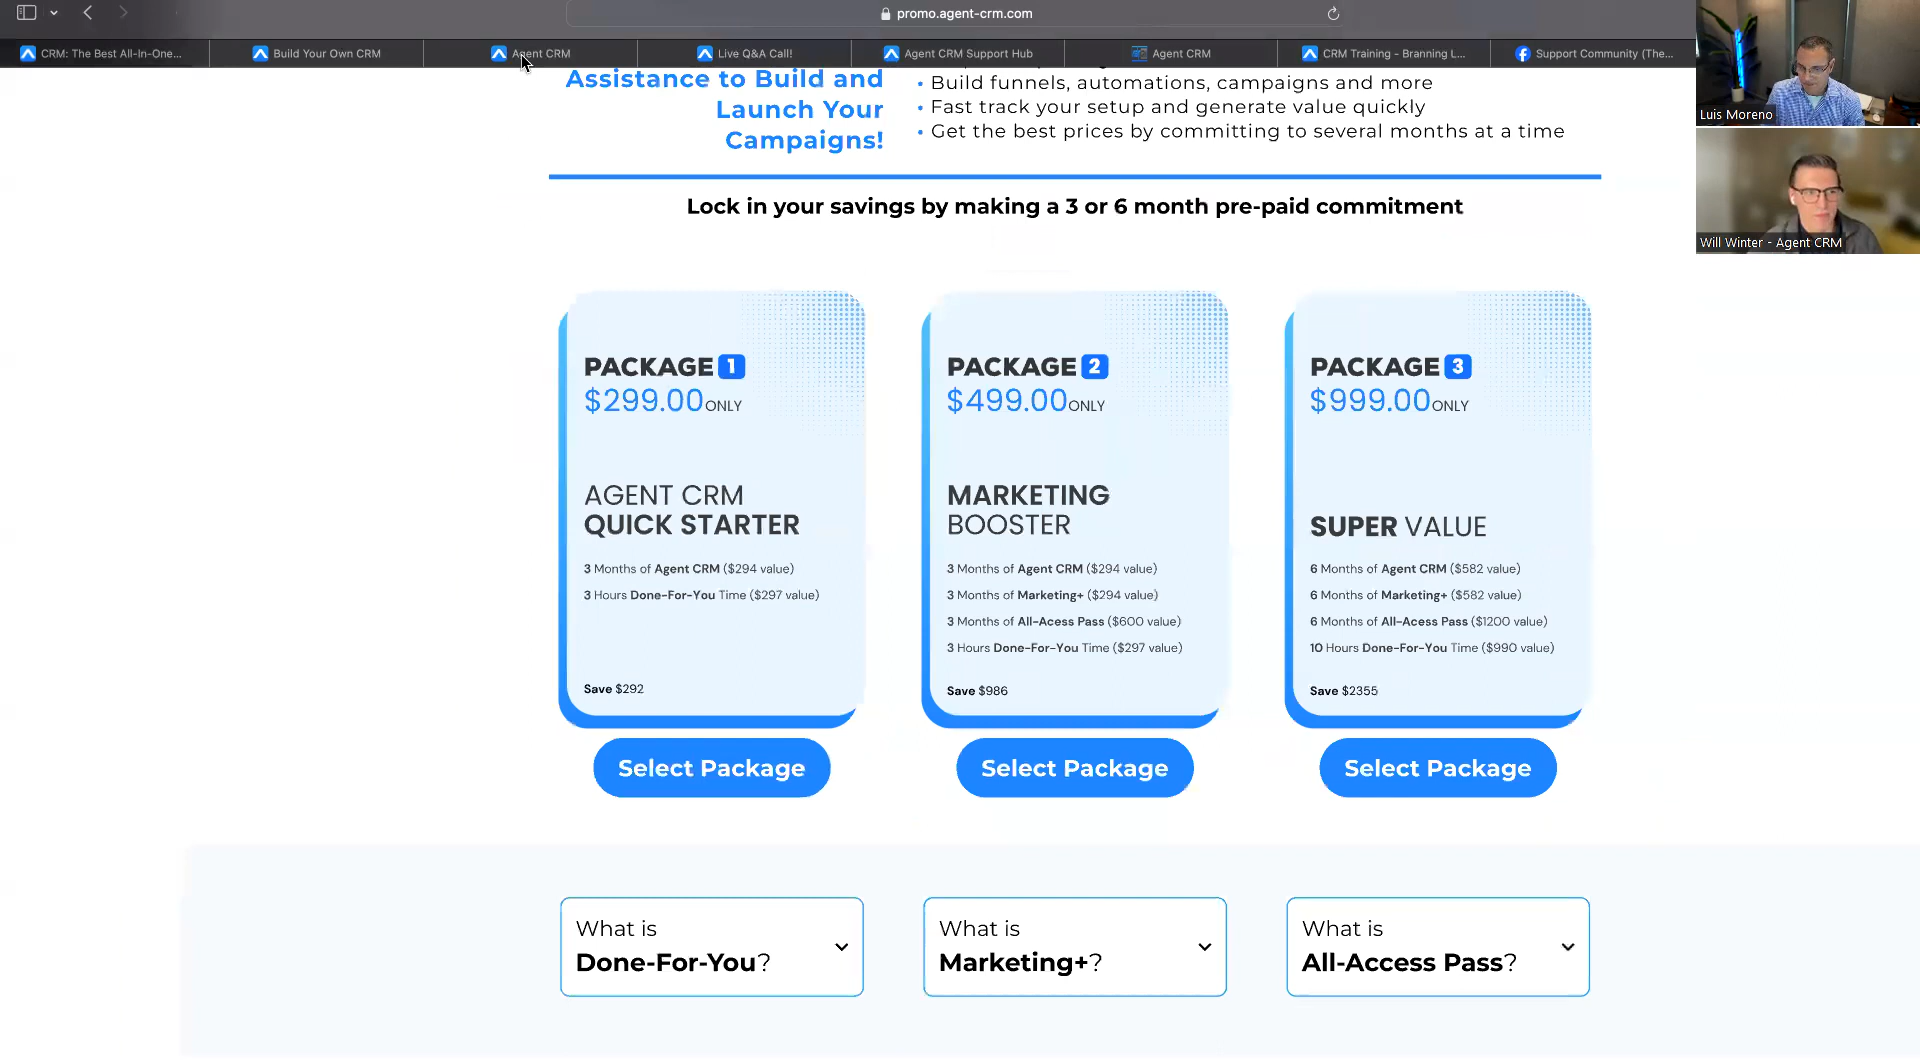 promo.agent-crm.com
CRM: The Best All-In-One...
Build Your Own CRM
Agent CRM
Live Q&A Call!
Agent CRM Support Hub
Agent CRM
CRM Training - Branning L...
Support Community (The...
Assistance to Build and
Launch Your
Campaigns!
• Build funnels, automations, campaigns and more
• Fast track your setup and generate value quickly
• Get the best prices by committing to several months at a time
Luis Moreno
Will Winter - Agent CRM
Lock in your savings by making a 3 or 6 month pre-paid commitment
PACKAGE 1
$299.00 ONLY
AGENT CRM
QUICK STARTER
3 Months of Agent CRM ($294 value)
3 Hours Done-For-You Time ($297 value)
Save $292
Select Package
PACKAGE 2
$499.00 ONLY
MARKETING
BOOSTER
3 Months of Agent CRM ($294 value)
3 Months of Marketing+ ($294 value)
3 Months of All-Acess Pass ($600 value)
3 Hours Done-For-You Time ($297 value)
Save $986
Select Package
PACKAGE 3
$999.00 ONLY
SUPER VALUE
6 Months of Agent CRM ($582 value)
6 Months of Marketing+ ($582 value)
6 Months of All-Acess Pass ($1200 value)
10 Hours Done-For-You Time ($990 value)
Save $2355
Select Package
What is
Done-For-You?
What is
Marketing+?
What is
All-Access Pass?